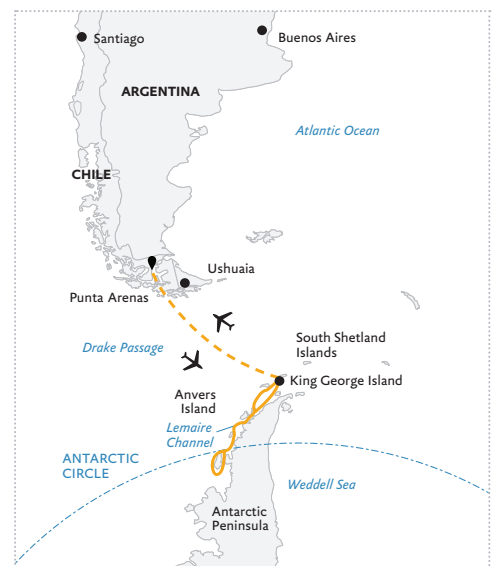 Santiago
Buenos Aires
ARGENTINA
Atlantic Ocean
CHILE
Ushuaia
Punta Arenas
Drake Passage
South Shetland
Islands
King George Island
Anvers
Island
Lemaire
Channel
ANTARCTIC
CIRCLE
Weddell Sea
Antarctic
Peninsula